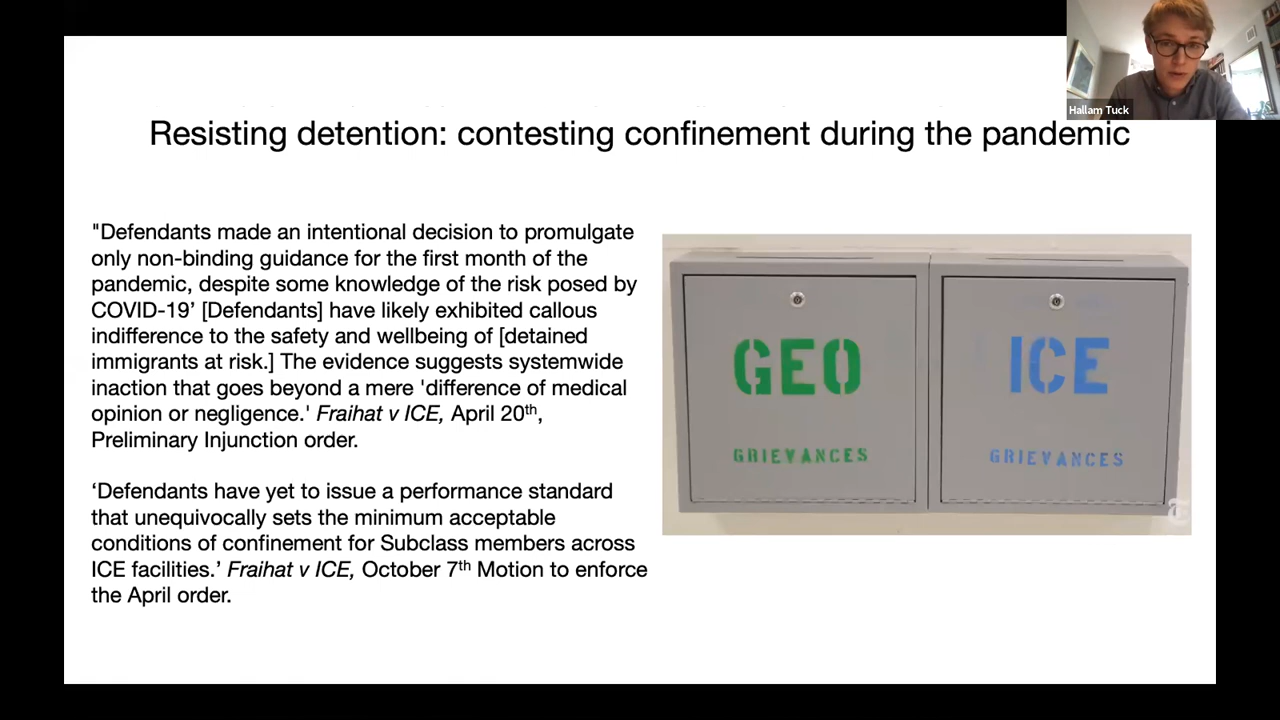 Hallam Tuck
Resisting detention: contesting confinement during the pandemic
"Defendants made an intentional decision to promulgate
only non-binding guidance for the first month of the
pandemic, despite some knowledge of the risk posed by
COVID-19’ [Defendants] have likely exhibited callous
indifference to the safety and wellbeing of [detained
immigrants at risk.] The evidence suggests systemwide
inaction that goes beyond a mere 'difference of medical
opinion or negligence.' Fraihat v ICE, April 20th,
Preliminary Injunction order.
‘Defendants have yet to issue a performance standard
that unequivocally sets the minimum acceptable
conditions of confinement for Subclass members across
ICE facilities.’ Fraihat v ICE, October 7th Motion to enforce
the April order.
GEO
GRIEVANCES
ICE
GRIEVANCES